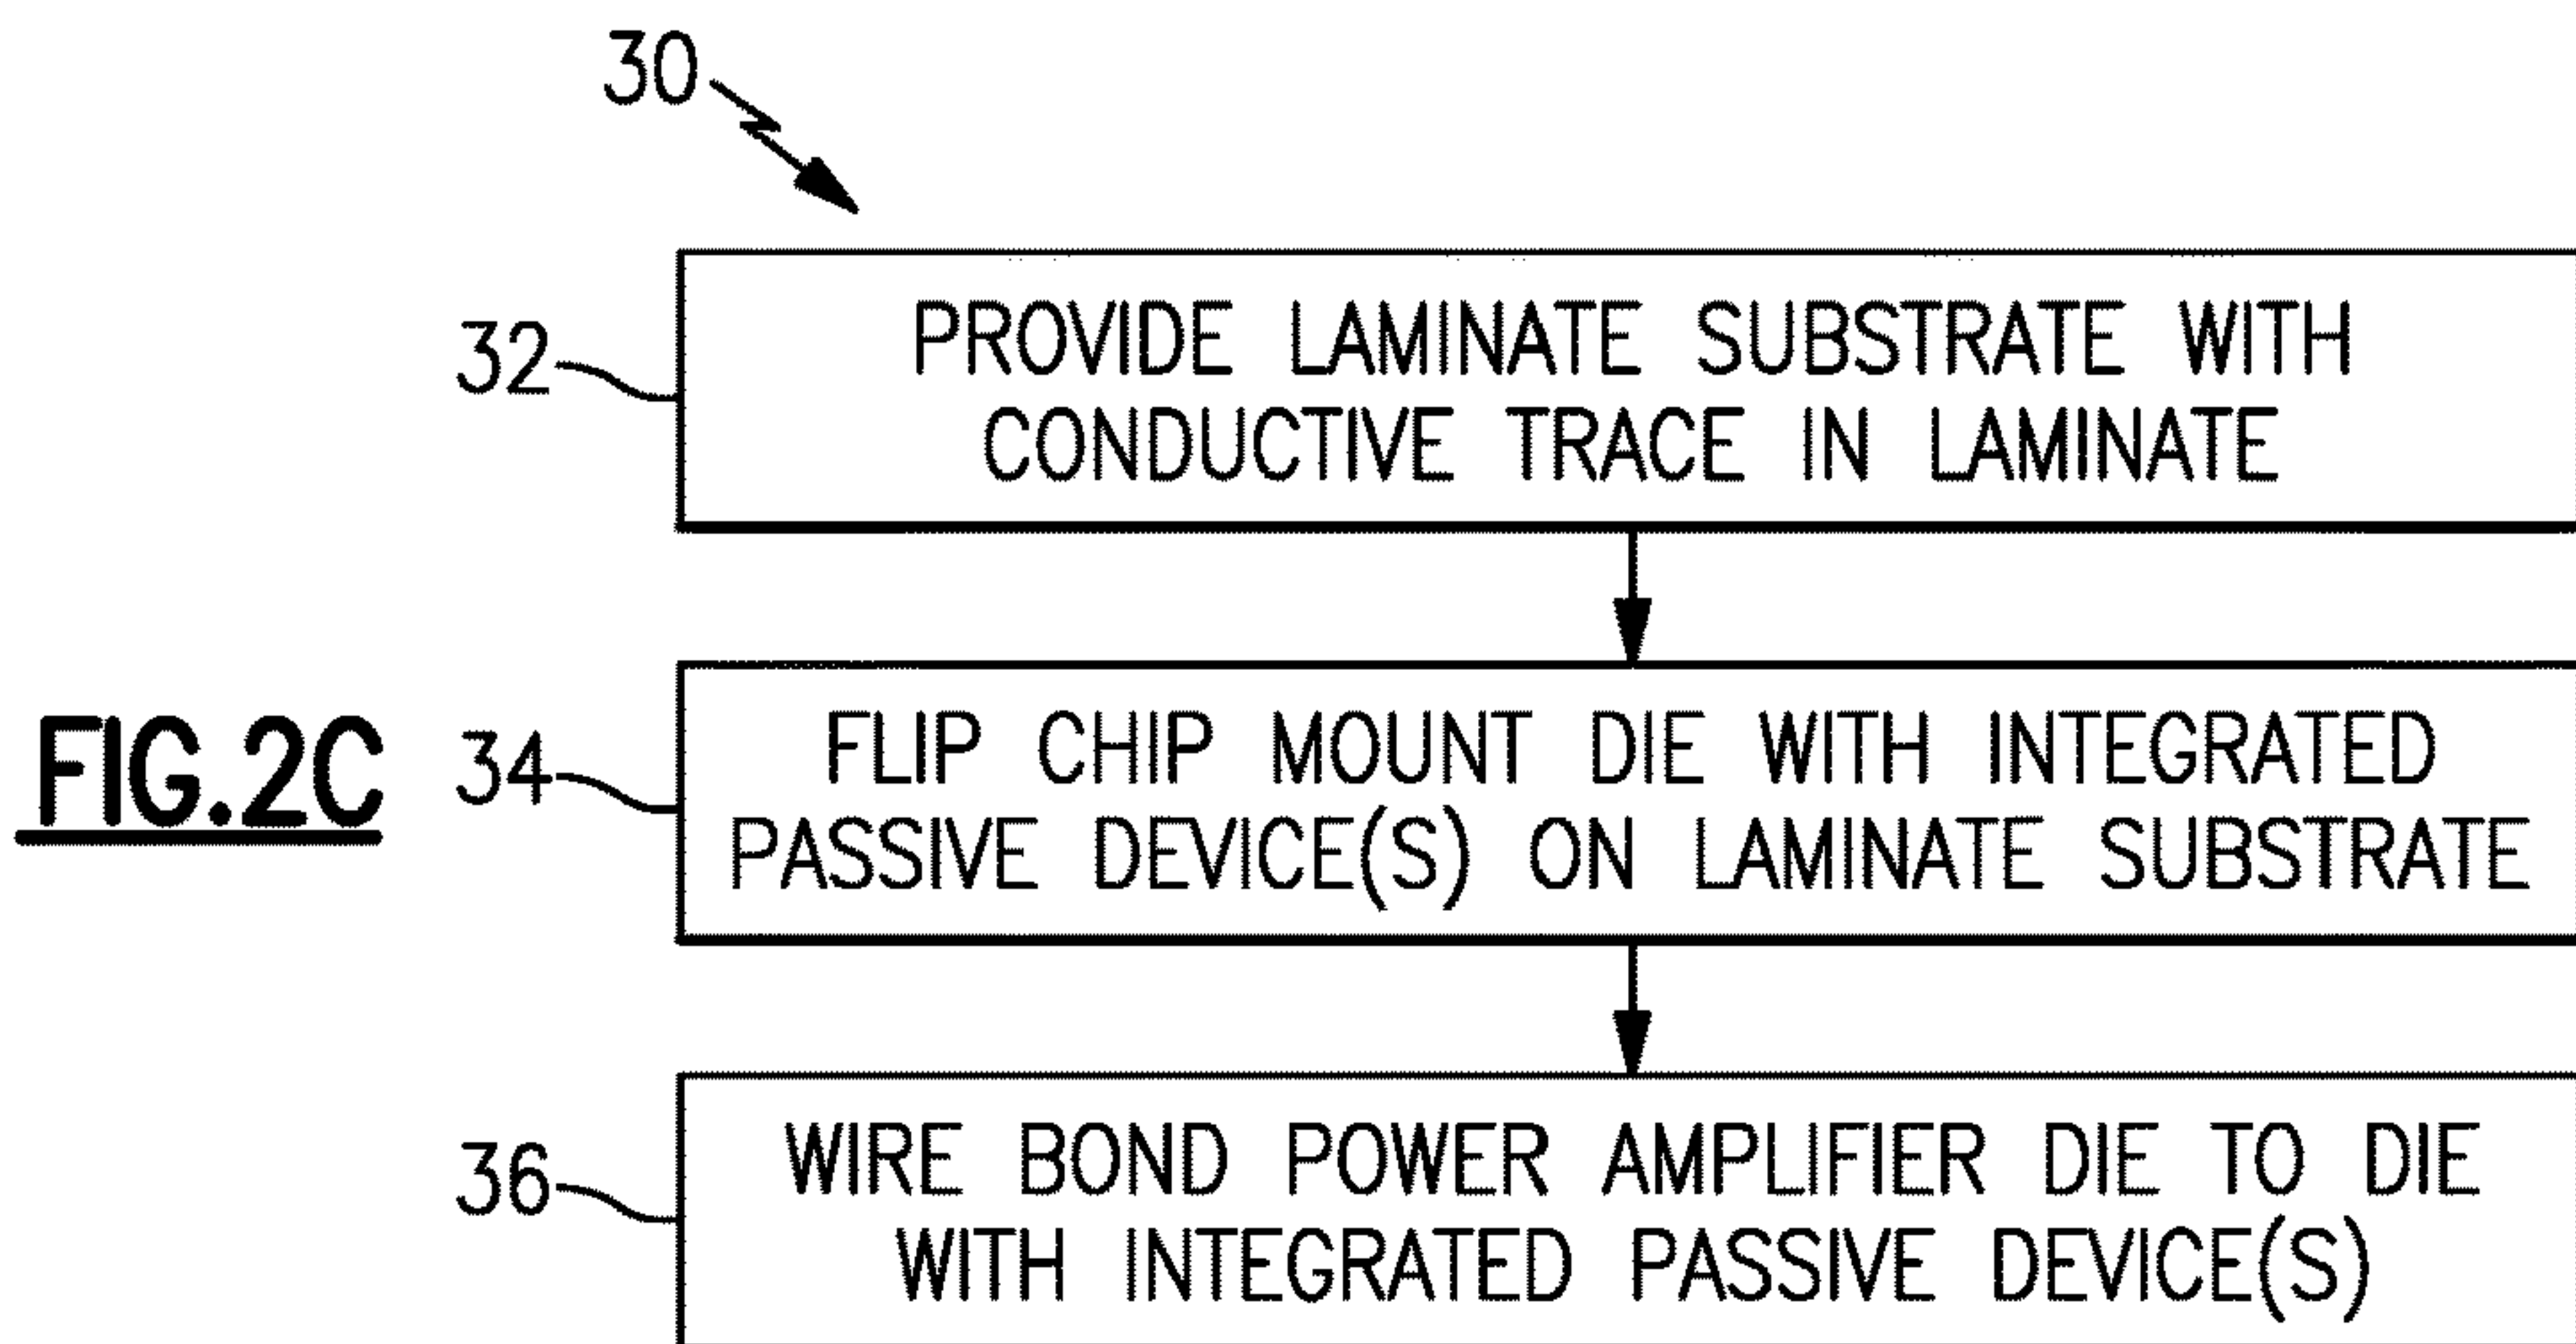 30
32
PROVIDE LAMINATE SUBSTRATE WITH
CONDUCTIVE TRACE IN LAMINATE
FIG.2C
34
FLIP CHIP MOUNT DIE WITH INTEGRATED
PASSIVE DEVICE(S) ON LAMINATE SUBSTRATE
36
WIRE BOND POWER AMPLIFIER DIE TO DIE
WITH INTEGRATED PASSIVE DEVICE(S)